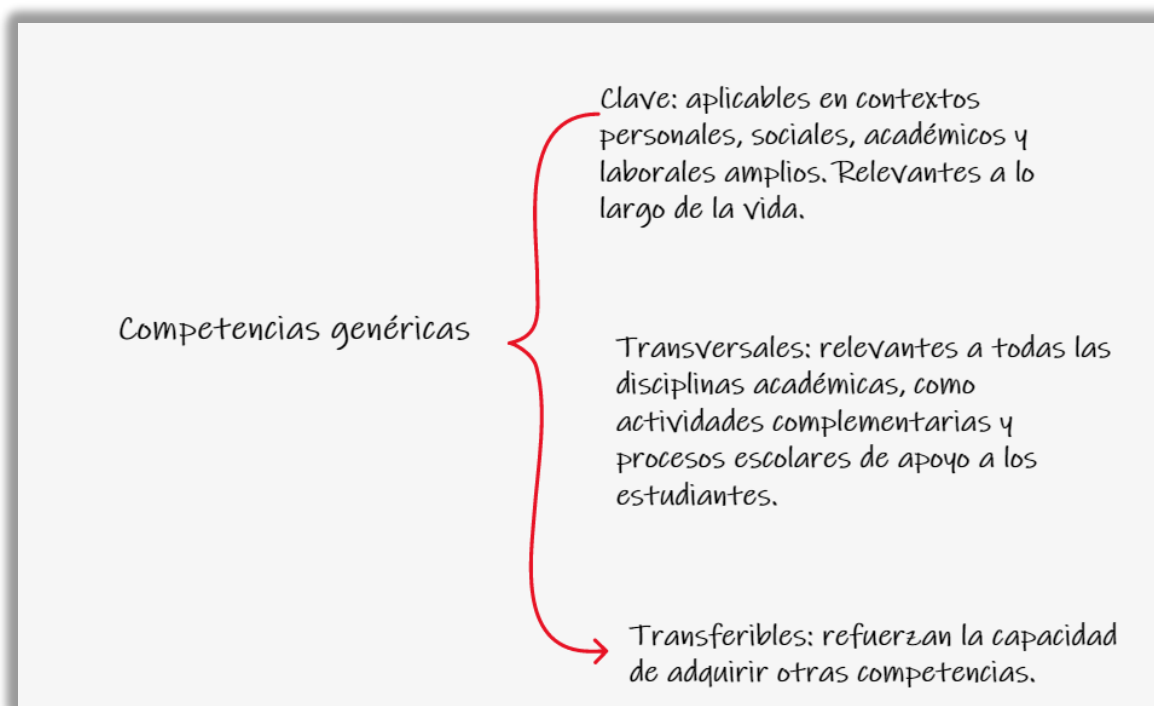 Clave: aplicables en contextos
personales, sociales, académicos y
laborales amplios. Relevantes a lo
largo de la vida.
Competencias genéricas
Transversales: relevantes a todas las
disciplinas académicas, como
actividades complementarias y
procesos escolares de apoyo a los
estudiantes.
Transferibles: refuerzan la capacidad
de adquirir otras competencias.